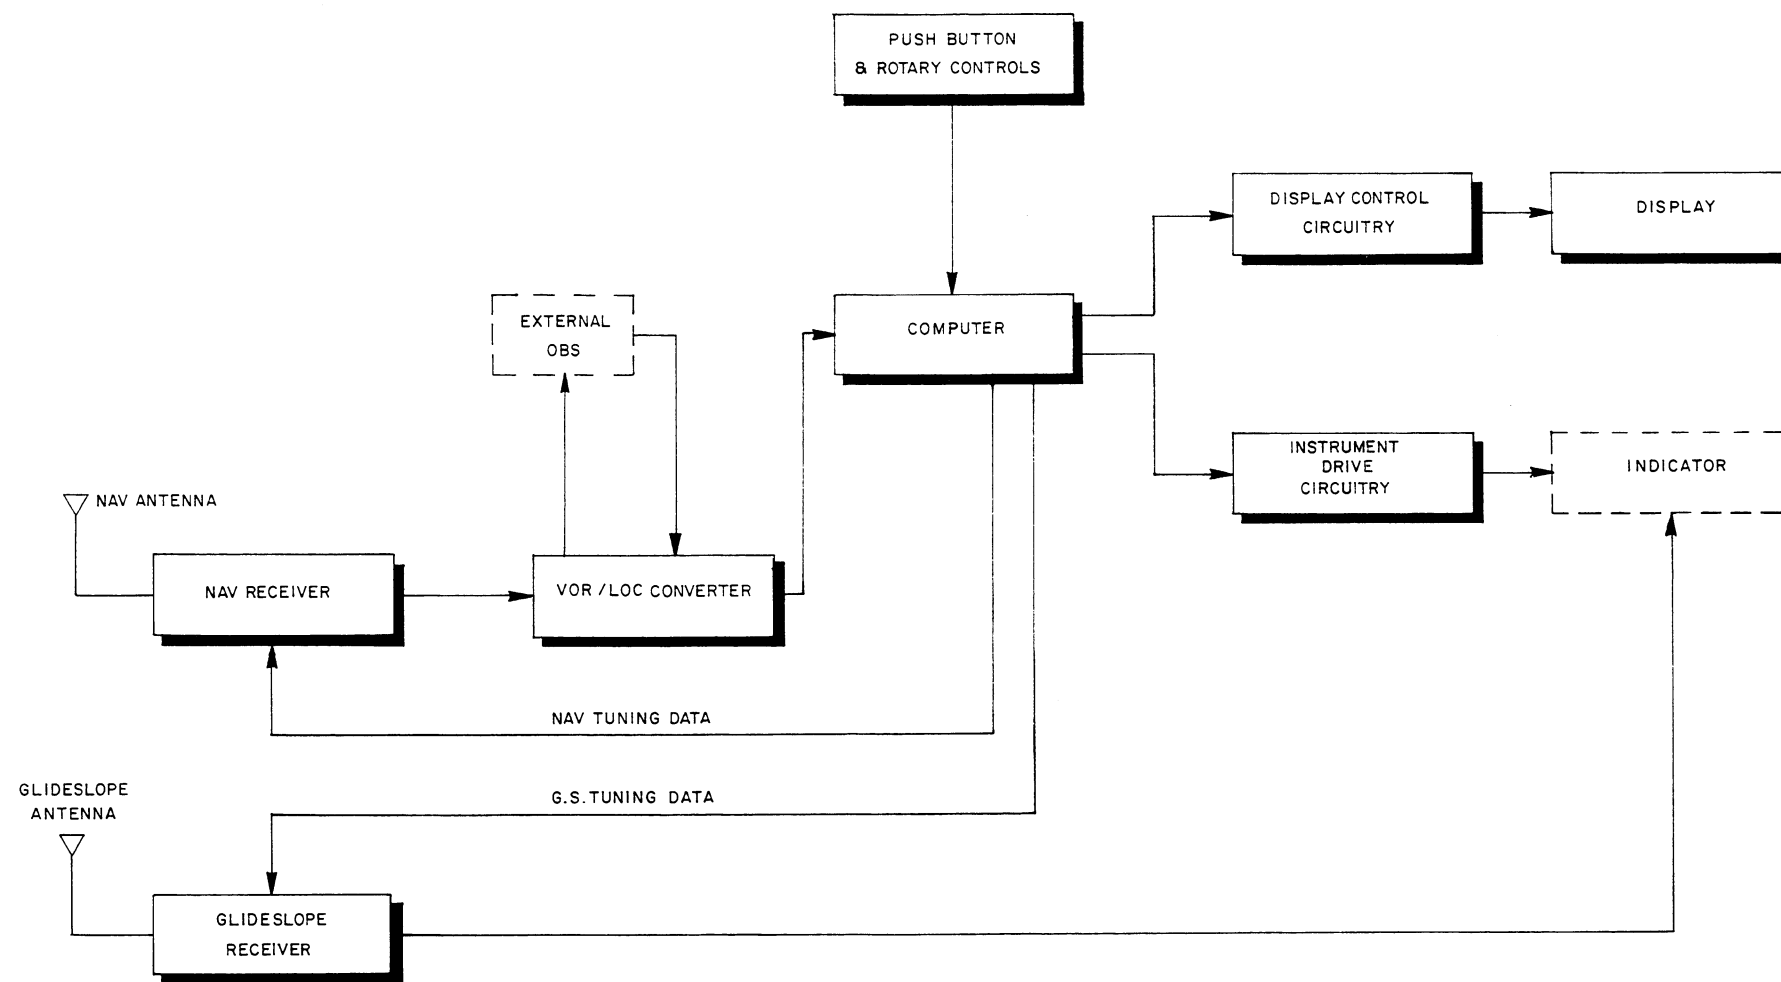 PUSH BUTTON
& ROTARY CONTROLS
DISPLAY CONTROL
CIRCUITRY
DISPLAY
EXTERNAL
OBS
COMPUTER
INSTRUMENT
DRIVE
CIRCUITRY
INDICATOR
NAV ANTENNA
NAV RECEIVER
VOR / LOC CONVERTER
NAV TUNING DATA
GLIDESLOPE
ANTENNA
G.S. TUNING DATA
GLIDESLOPE
RECEIVER